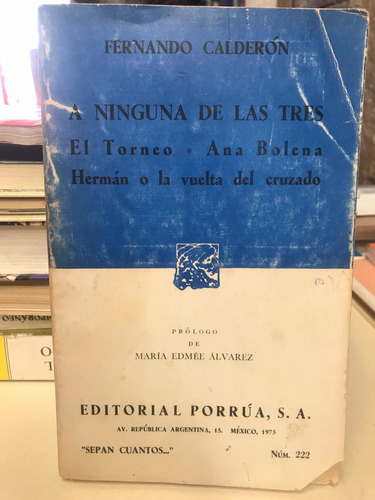 FERNANDO CALDERÓN
A NINGUNA DE LAS TRES
El Torneo - Ana Bolena
Hermán o la vuelta del cruzado
PRÓLOGO
DE
MARÍA EDMÉE ÁLVAREZ
EDITORIAL PORRÚA, S. A.
AV. REPÚBLICA ARGENTINA, 15. MÉXICO, 1975
"SEPAN CUANTOS..." NÚM. 222